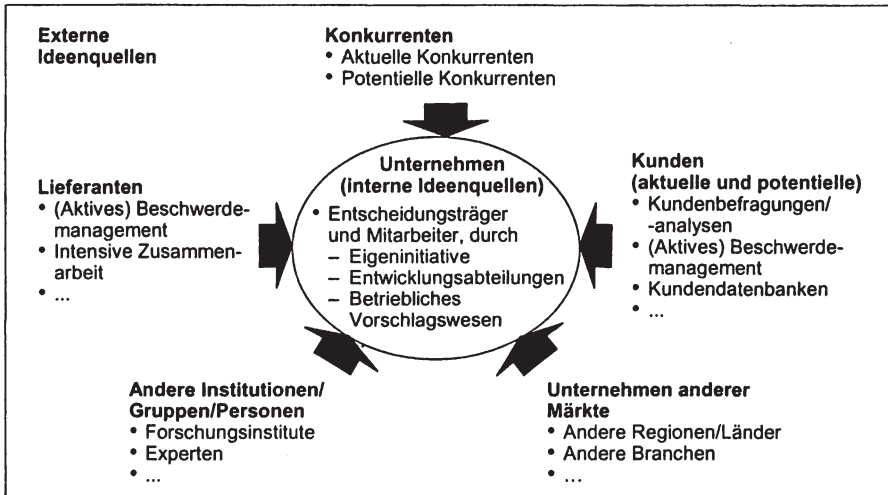 Externe
Ideenquellen
Konkurrenten
• Aktuelle Konkurrenten
• Potentielle Konkurrenten
Lieferanten
• (Aktives) Beschwerde-
management
• Intensive Zusammen-
arbeit
• ...
Unternehmen
(interne Ideenquellen)
• Entscheidungsträger
und Mitarbeiter, durch
– Eigeninitiative
– Entwicklungsabteilungen
– Betriebliches
Vorschlagswesen
Kunden
(aktuelle und potentielle)
• Kundenbefragungen/
-analysen
• (Aktives) Beschwerde-
management
• Kundendatenbanken
• ...
Andere Institutionen/
Gruppen/Personen
• Forschungsinstitute
• Experten
• ...
Unternehmen anderer
Märkte
• Andere Regionen/Länder
• Andere Branchen
• ...